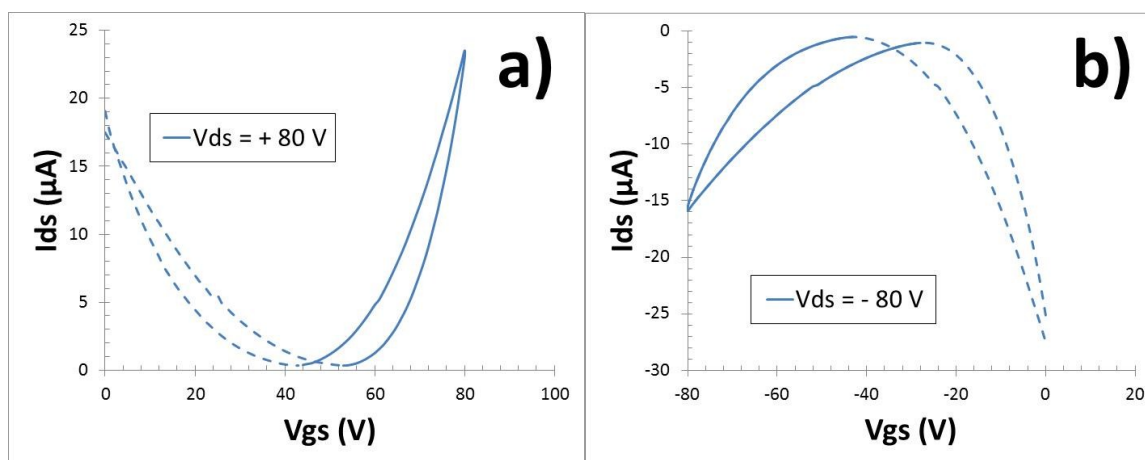 a)
25
20
15
10
5
0
Ids (µA)
Vds = + 80 V
0 20 40 60 80 100
Vgs (V)
b)
0
-5
-10
-15
-20
-25
-30
Ids (µA)
Vds = - 80 V
-80 -60 -40 -20 0 20
Vgs (V)